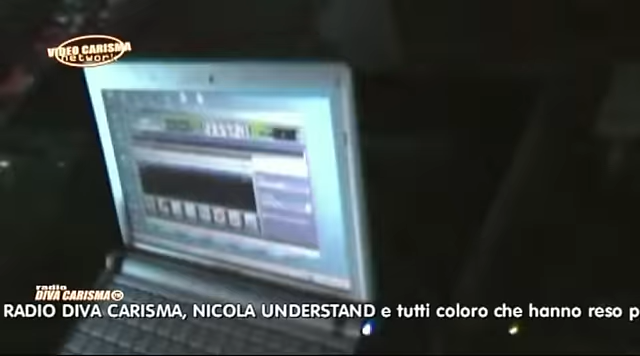 VIDEO CARISMA
network
radio
DIVA CARISMA
RADIO DIVA CARISMA, NICOLA UNDERSTAND e tutti coloro che hanno reso p